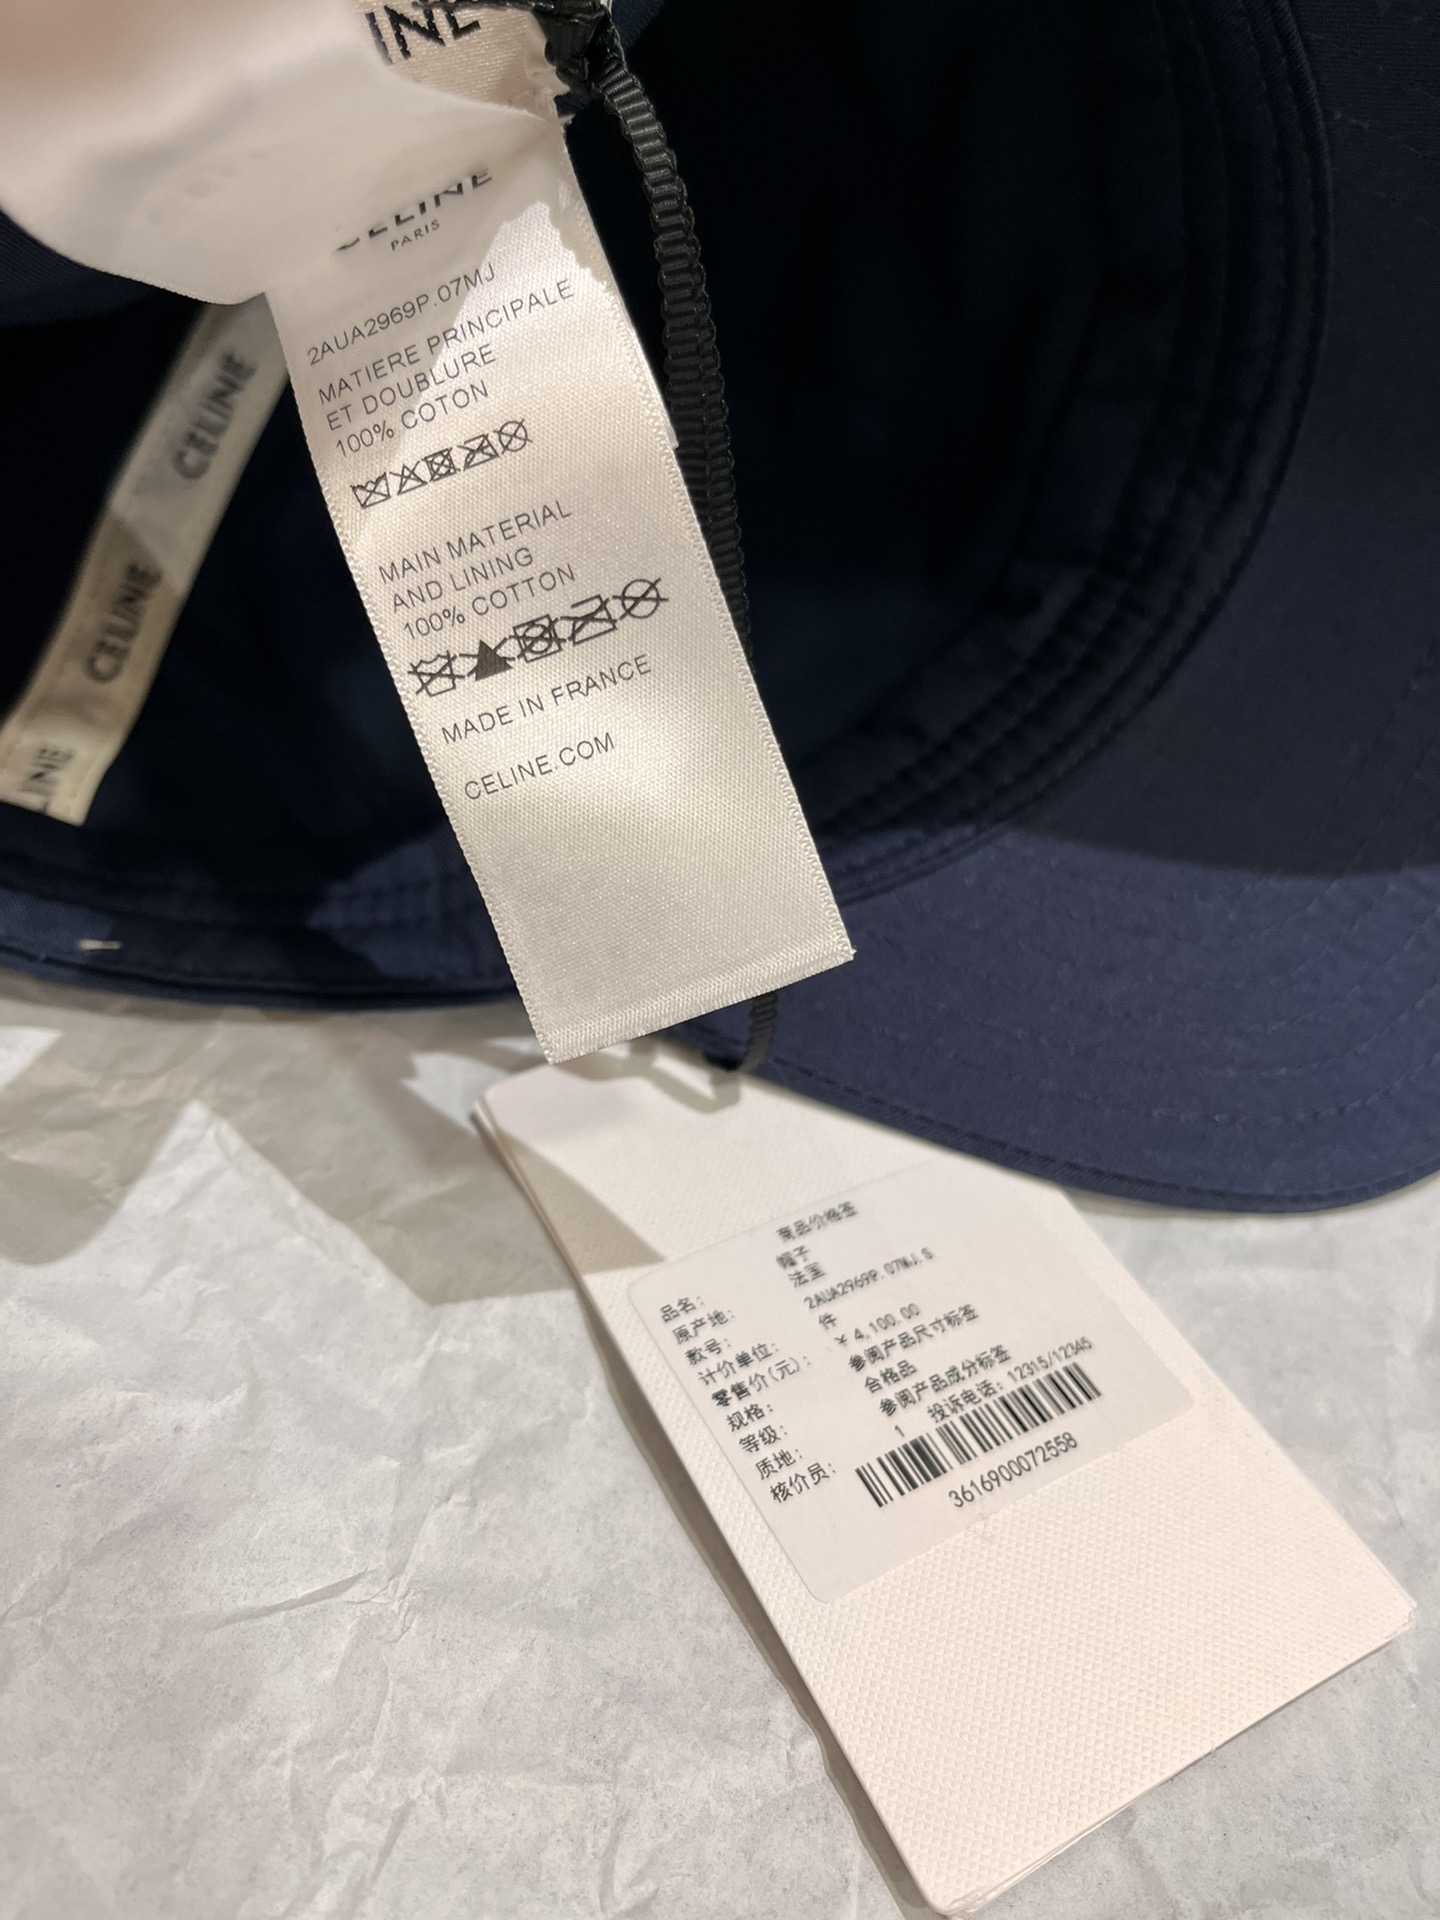 INE
CELINE
PARIS
2AUA2969P.07MJ
MATIERE PRINCIPALE
ET DOUBLURE
100% COTON
MAIN MATERIAL
AND LINING
100% COTTON
MADE IN FRANCE
CELINE.COM
CELINE
CELINE
LINE
商品价格签
品名: 帽子
原产地: 法国
款号: 2AUA2969P.07MJ.S
计价单位: 件
零售价(元): ¥ 4,100.00
规格: 参阅产品尺寸标签
等级: 合格品
质地: 参阅产品成分标签
核价员: 1 投诉电话: 12315/12345
3616900072558